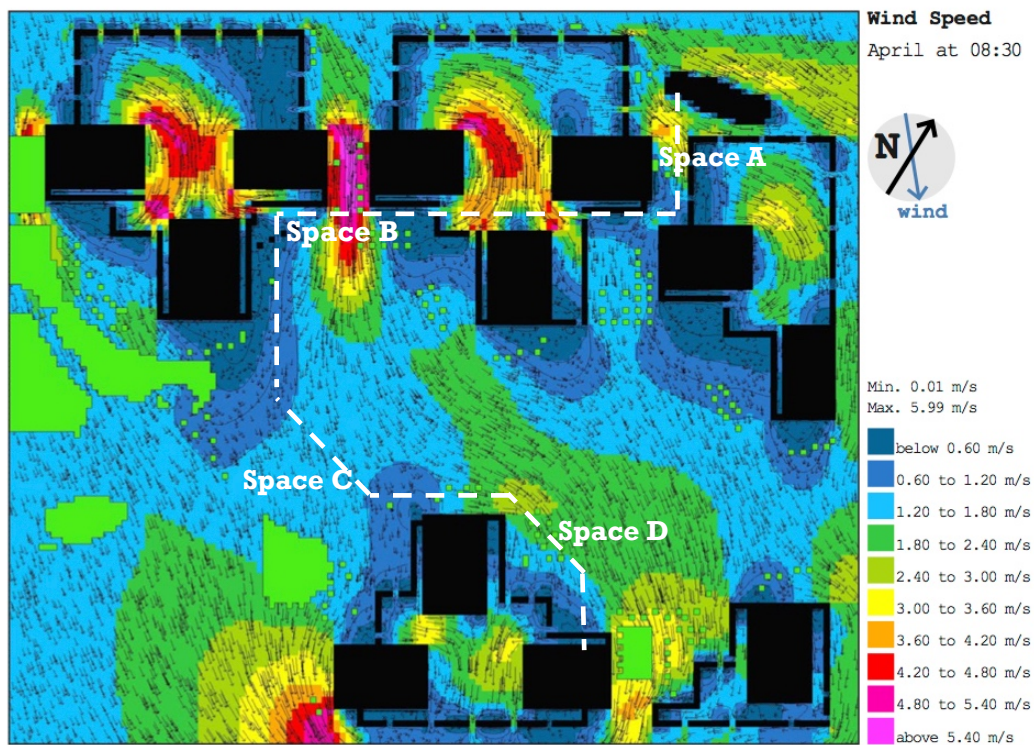 Wind Speed
April at 08:30
N
wind
Space A
Space B
Space C
Space D
Min. 0.01 m/s
Max. 5.99 m/s
below 0.60 m/s
0.60 to 1.20 m/s
1.20 to 1.80 m/s
1.80 to 2.40 m/s
2.40 to 3.00 m/s
3.00 to 3.60 m/s
3.60 to 4.20 m/s
4.20 to 4.80 m/s
4.80 to 5.40 m/s
above 5.40 m/s